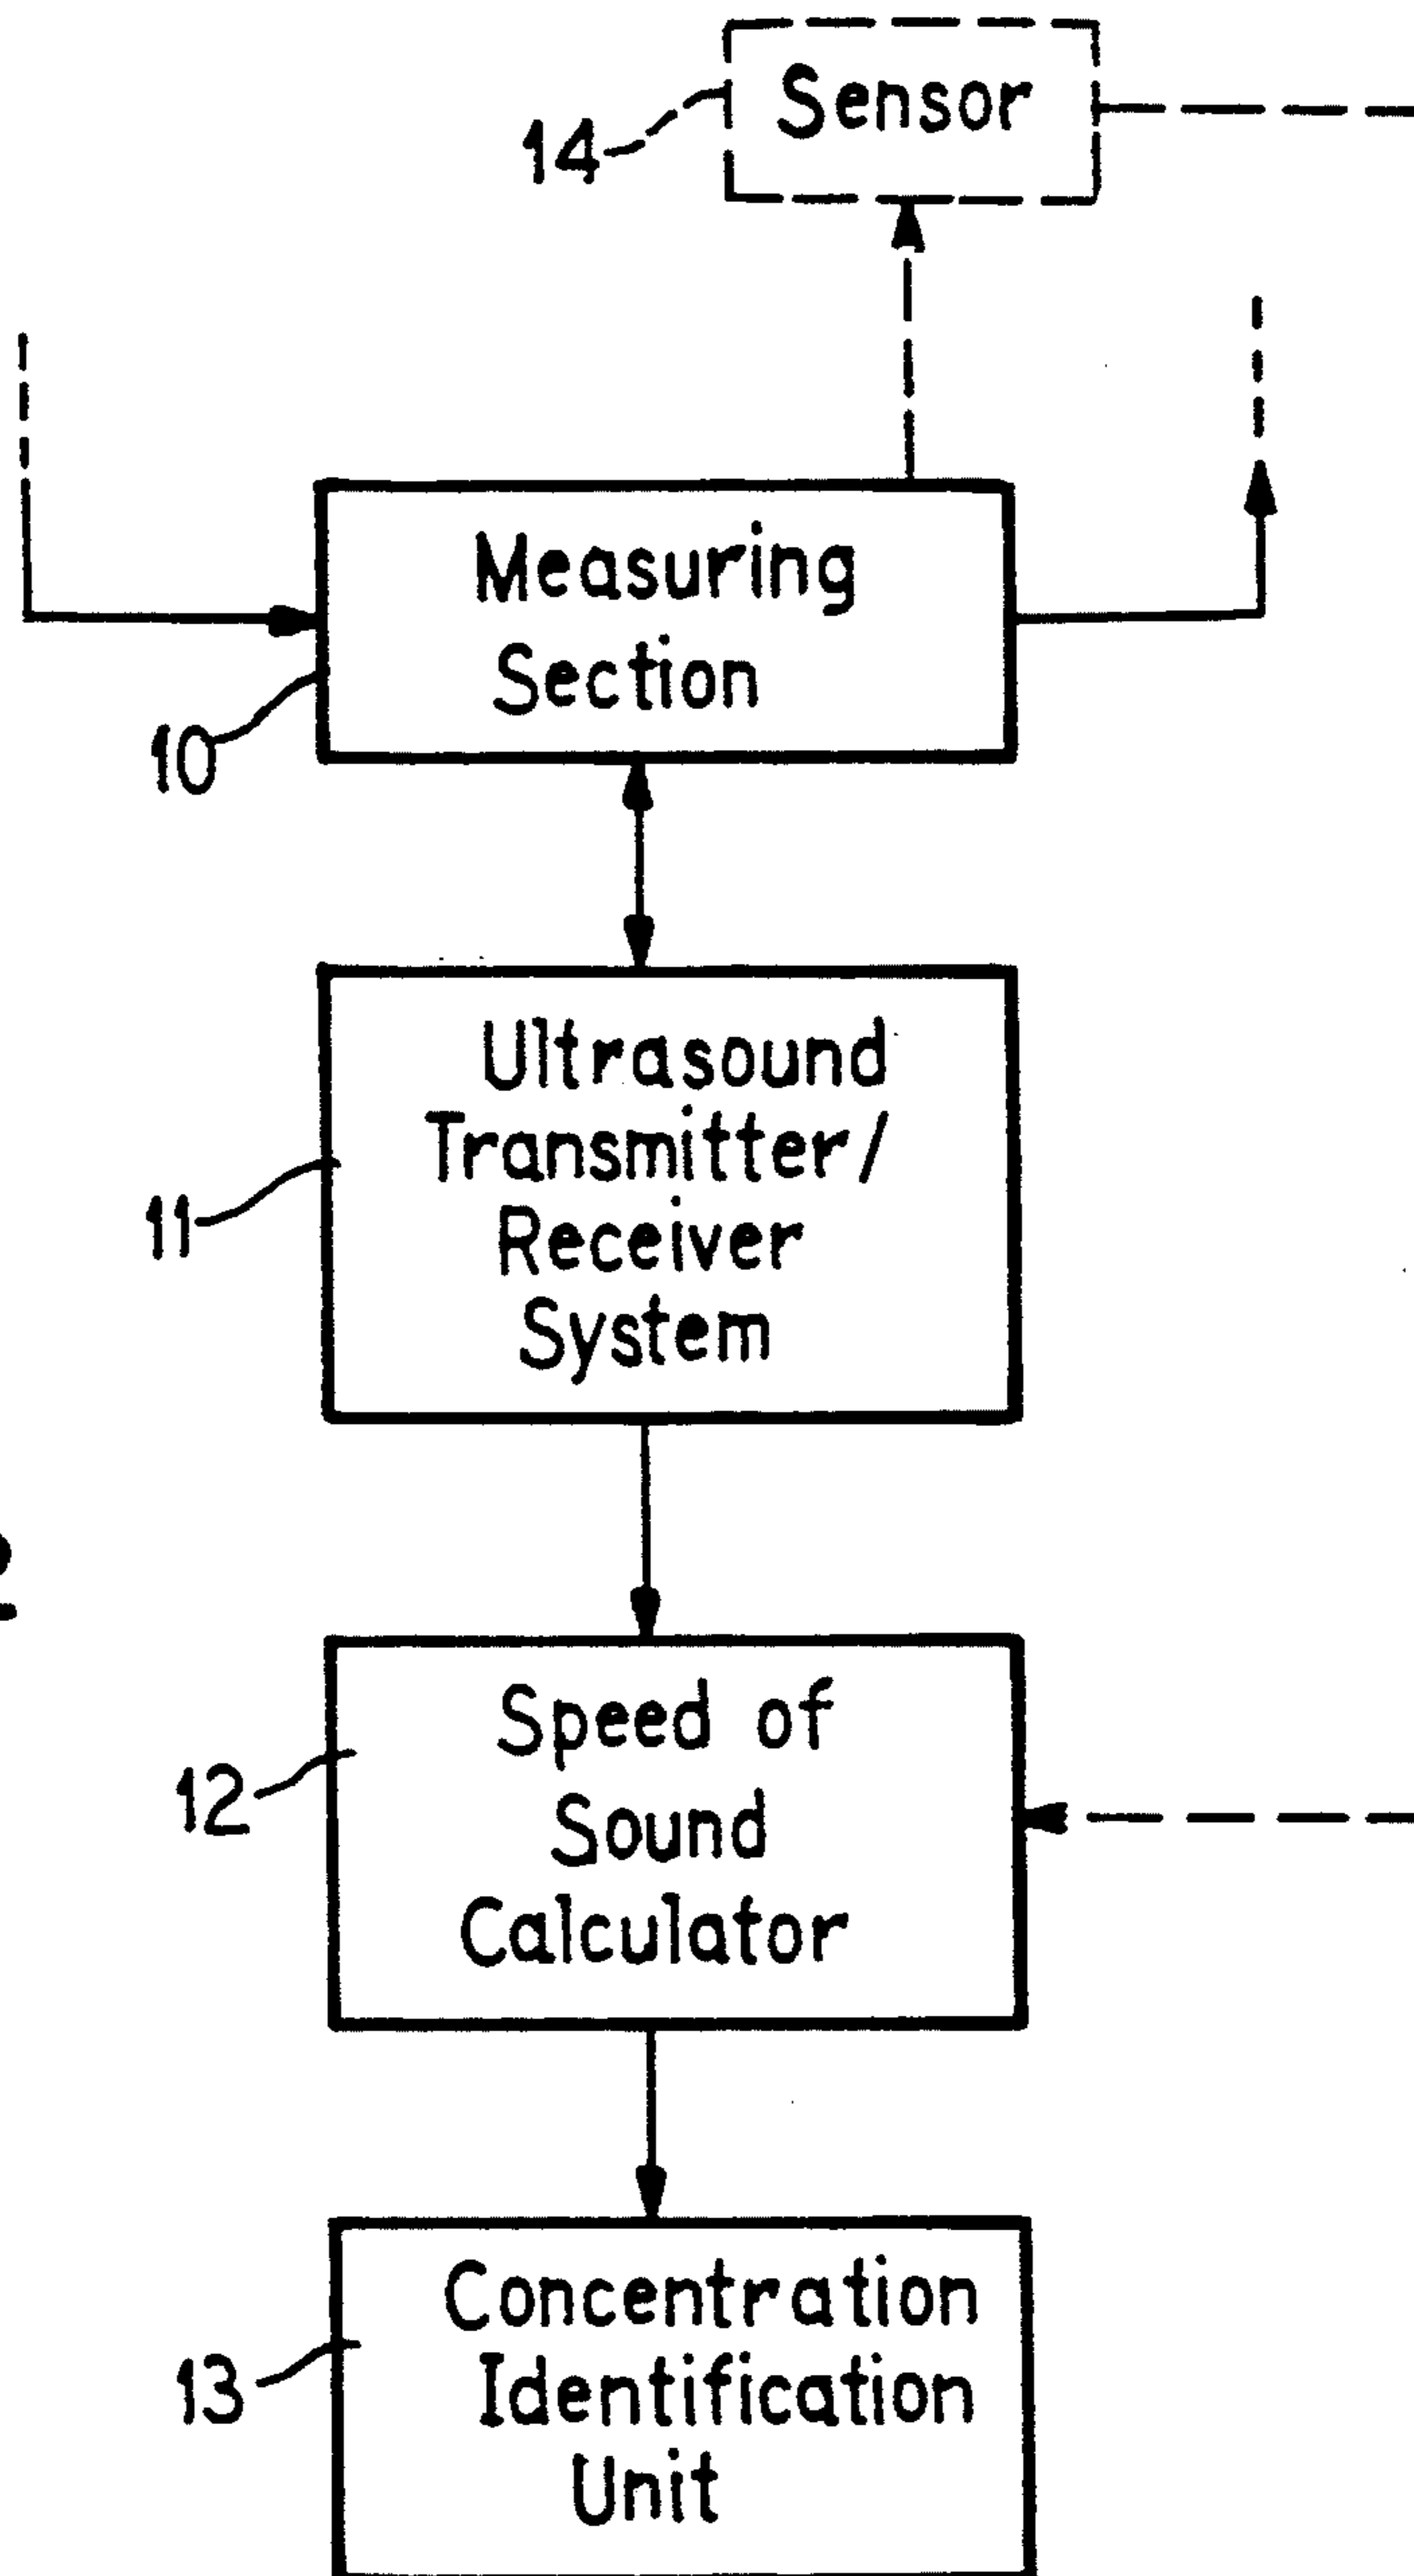 Sensor
14
Measuring
Section
10
Ultrasound
Transmitter/
Receiver
System
11
Speed of
Sound
Calculator
12
Concentration
Identification
Unit
13